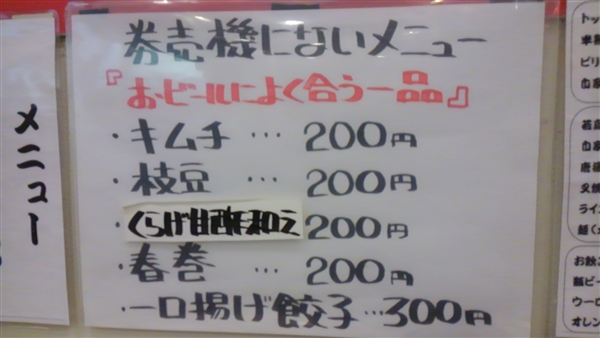 券売機にないメニュー
『おビールによく合う一品』
・キムチ … 200円
・枝豆 … 200円
・くらげ甘酢和え 200円
・春巻 … 200円
・一口揚げ餃子…300円
メニュー